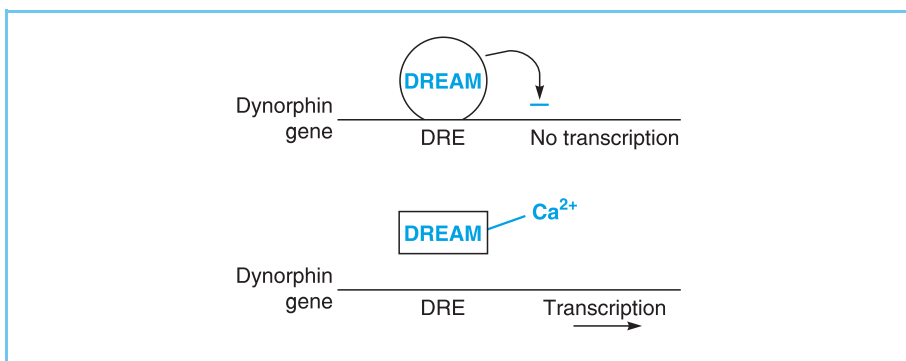 DREAM
Dynorphin
gene
DRE
No transcription
DREAM
Ca²⁺
Dynorphin
gene
DRE
Transcription